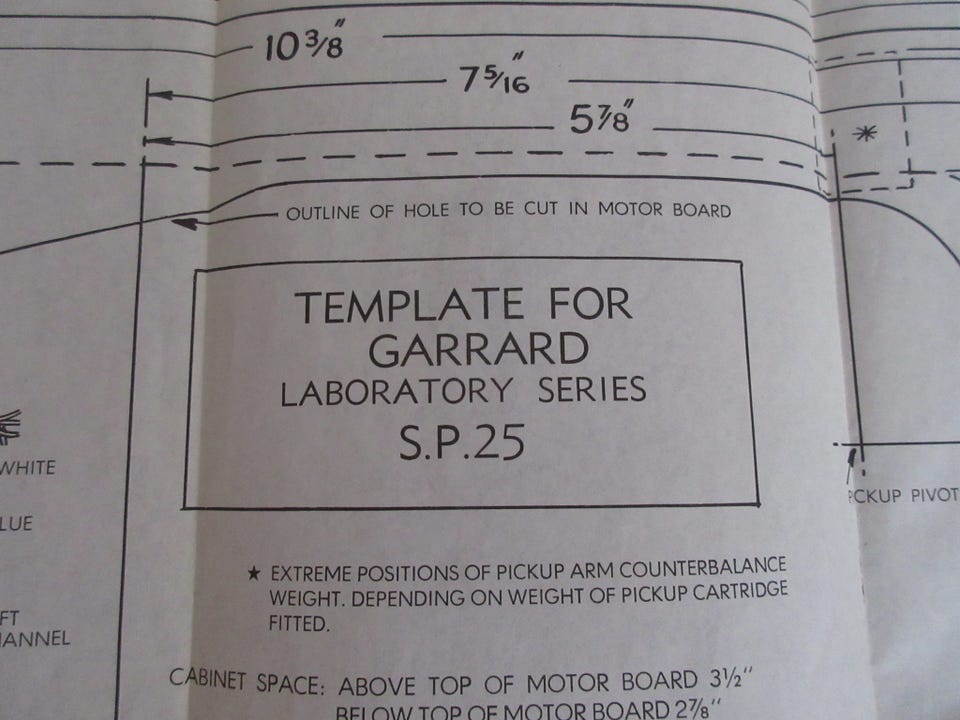 10 3/8"
7 5/16"
5 7/8"
*
OUTLINE OF HOLE TO BE CUT IN MOTOR BOARD
TEMPLATE FOR
GARRARD
LABORATORY SERIES
S.P.25
WHITE
LUE
PICKUP PIVOT
★ EXTREME POSITIONS OF PICKUP ARM COUNTERBALANCE
WEIGHT. DEPENDING ON WEIGHT OF PICKUP CARTRIDGE
FITTED.
FT
HANNEL
CABINET SPACE: ABOVE TOP OF MOTOR BOARD 3½"
BELOW TOP OF MOTOR BOARD 2⅞"